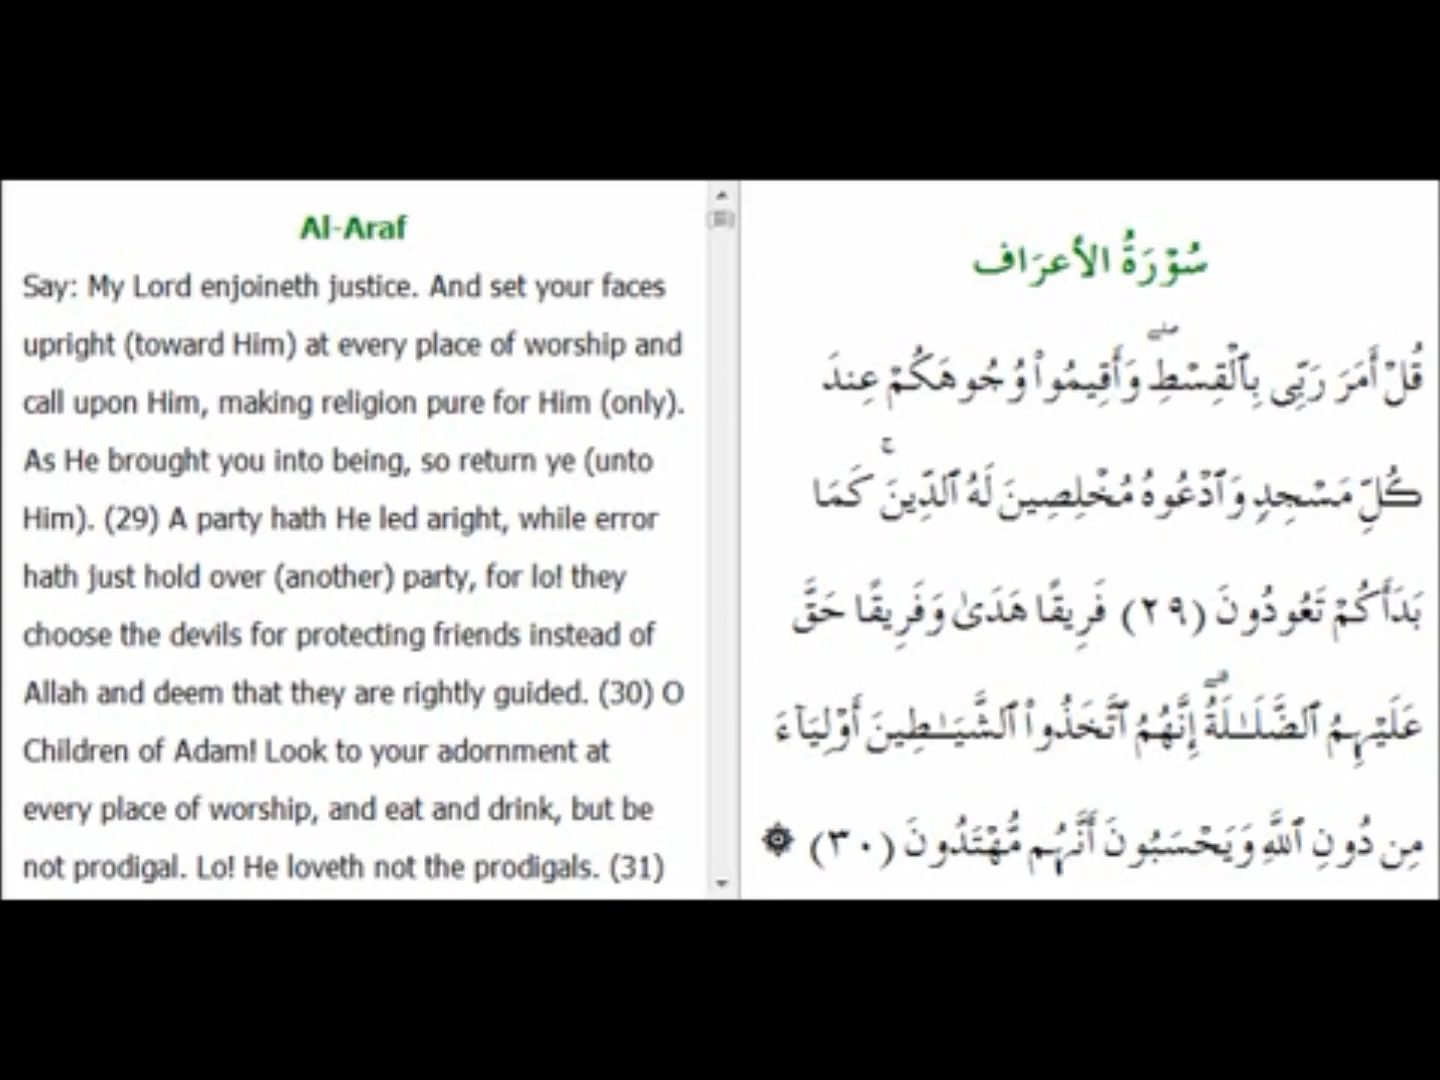 Al-Araf
Say: My Lord enjoineth justice. And set your faces
upright (toward Him) at every place of worship and
call upon Him, making religion pure for Him (only).
As He brought you into being, so return ye (unto
Him). (29) A party hath He led aright, while error
hath just hold over (another) party, for lo! they
choose the devils for protecting friends instead of
Allah and deem that they are rightly guided. (30) O
Children of Adam! Look to your adornment at
every place of worship, and eat and drink, but be
not prodigal. Lo! He loveth not the prodigals. (31)
سُوۡرَةُ الأعرَاف
قُلۡ أَمَرَ رَبِّى بِٱلۡقِسۡطِۖ وَأَقِيمُواْ وُجُوهَكُمۡ عِندَ
ڪُلِّ مَسۡجِدٍ وَٱدۡعُوهُ مُخۡلِصِينَ لَهُ ٱلدِّينَۚ كَمَا
بَدَأَكُمۡ تَعُودُونَ (٢٩) فَرِيقًا هَدَىٰ وَفَرِيقًا حَقَّ
عَلَيۡہِمُ ٱلضَّلَـٰلَةُۗ إِنَّهُمُ ٱتَّخَذُواْ ٱلشَّيَـٰطِينَ أَوۡلِيَآءَ
مِن دُونِ ٱللَّهِ وَيَحۡسَبُونَ أَنَّہُم مُّهۡتَدُونَ (٣٠) ۞